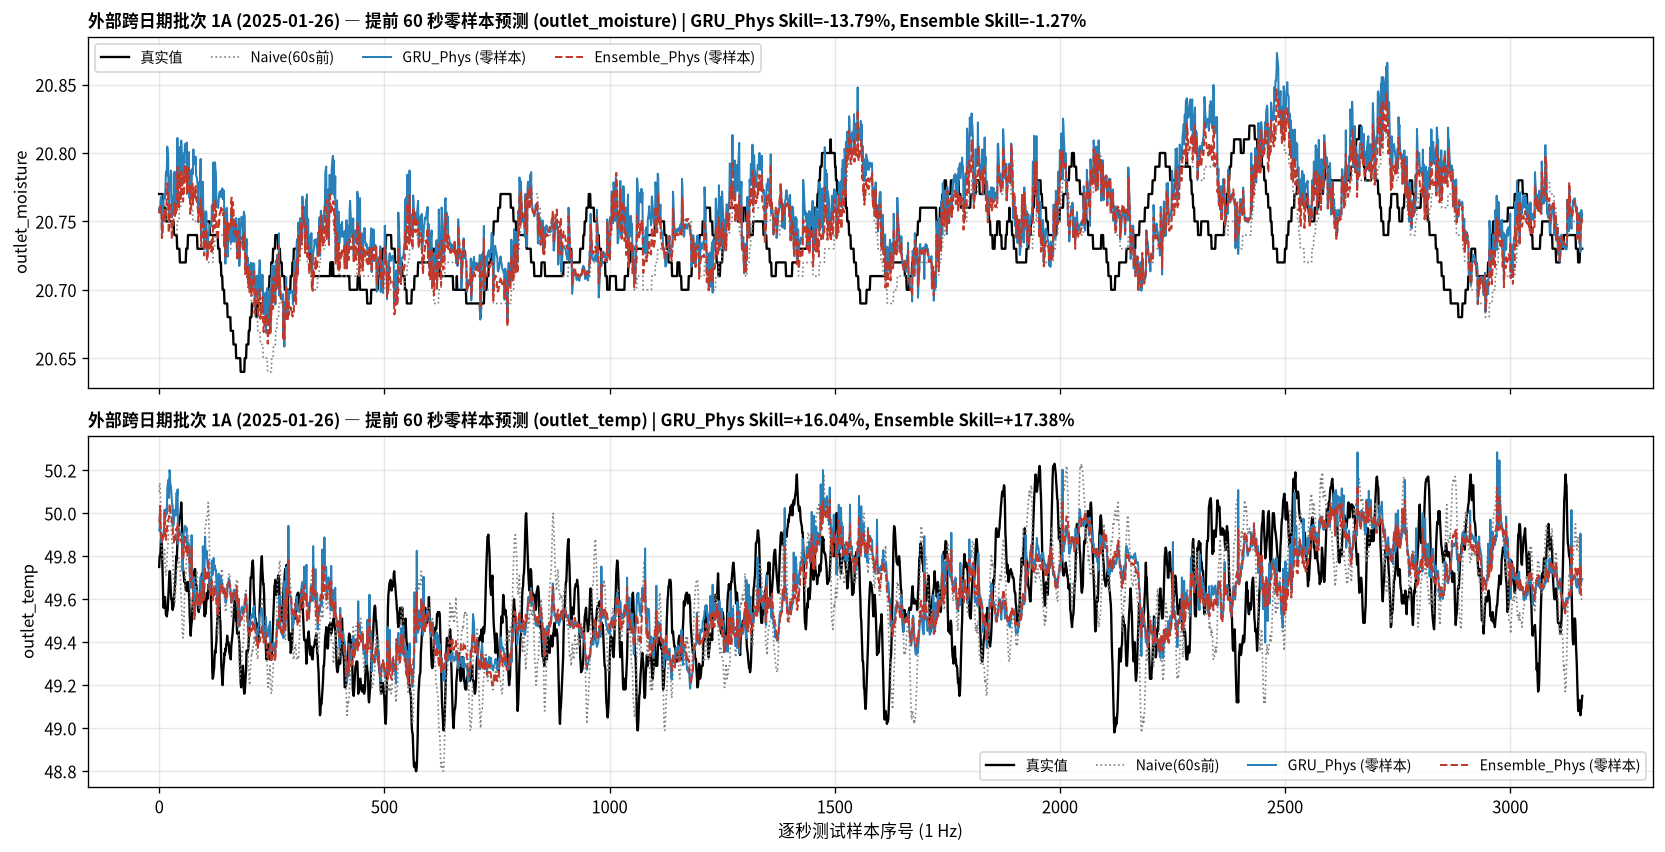 外部跨日期批次 1A (2025-01-26) — 提前 60 秒零样本预测 (outlet_moisture) | GRU_Phys Skill=-13.79%, Ensemble Skill=-1.27%
真实值
Naive(60s前)
GRU_Phys (零样本)
Ensemble_Phys (零样本)
outlet_moisture
20.85
20.80
20.75
20.70
20.65
外部跨日期批次 1A (2025-01-26) — 提前 60 秒零样本预测 (outlet_temp) | GRU_Phys Skill=+16.04%, Ensemble Skill=+17.38%
outlet_temp
50.2
50.0
49.8
49.6
49.4
49.2
49.0
48.8
真实值
Naive(60s前)
GRU_Phys (零样本)
Ensemble_Phys (零样本)
0
500
1000
1500
2000
2500
3000
逐秒测试样本序号 (1 Hz)